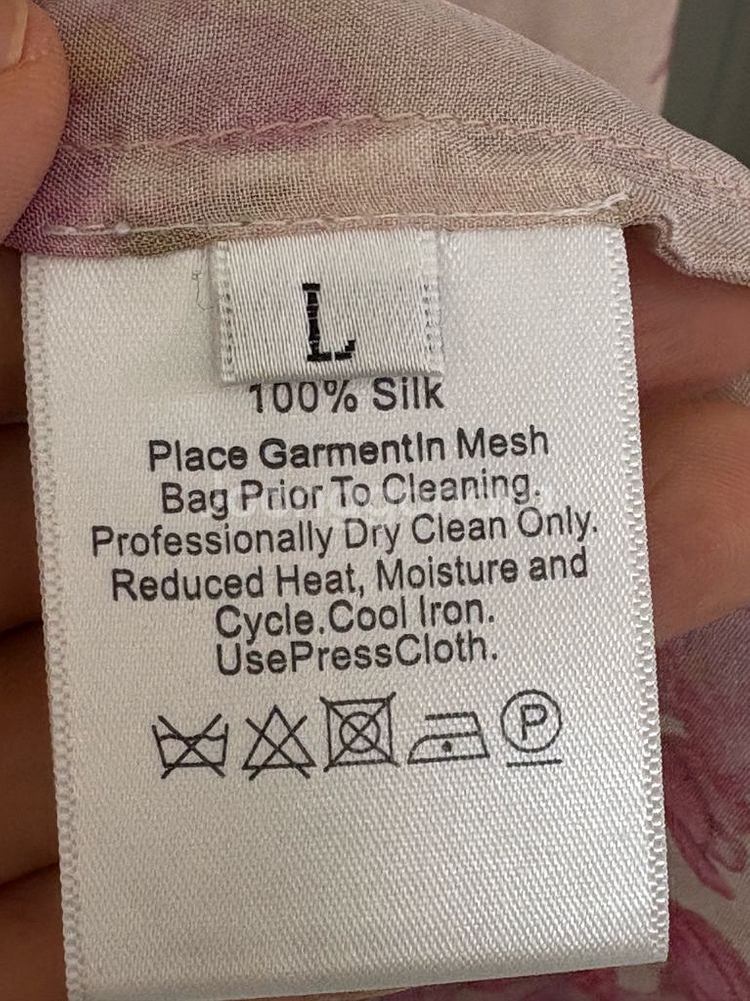 L
100% Silk
Place GarmentIn Mesh
Bag Prior To Cleaning.
Professionally Dry Clean Only.
Reduced Heat, Moisture and
Cycle.Cool Iron.
UsePressCloth.
P